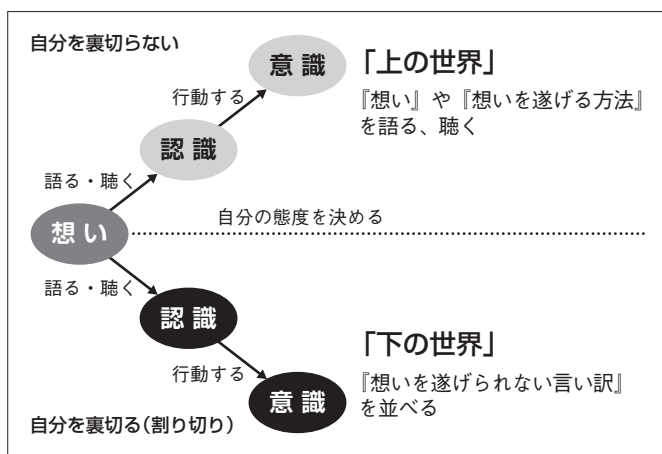 自分を裏切らない
意識
「上の世界」
行動する
『想い』や『想いを遂げる方法』
を語る、聴く
認識
語る・聴く
自分の態度を決める
想い
語る・聴く
認識
「下の世界」
行動する
『想いを遂げられない言い訳』
を並べる
意識
自分を裏切る(割り切り)